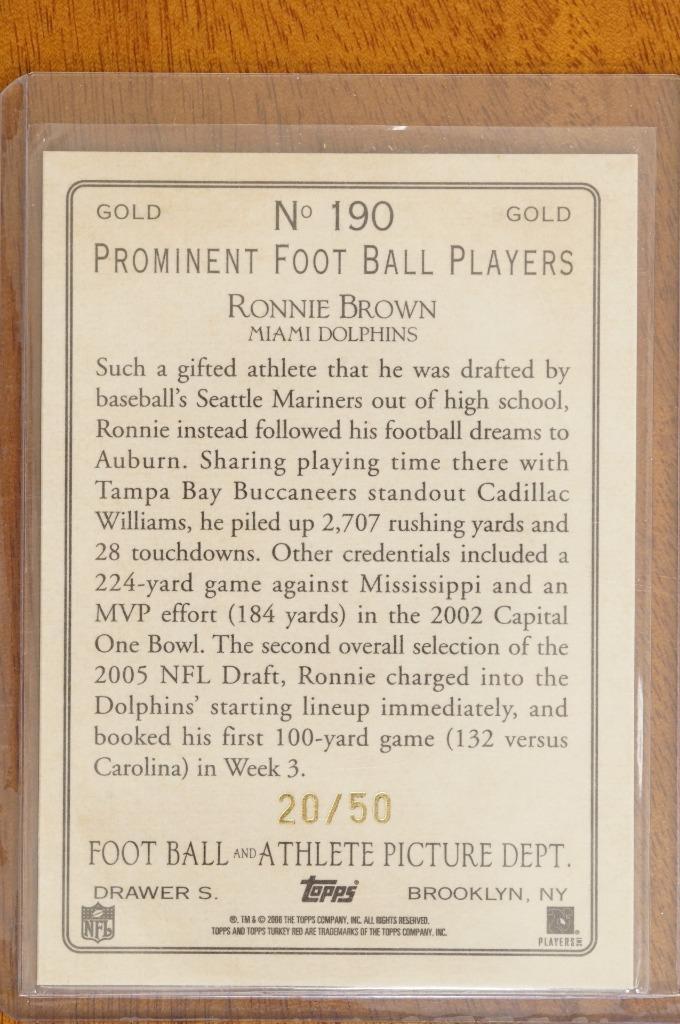 GOLD Nº 190 GOLD
PROMINENT FOOT BALL PLAYERS
RONNIE BROWN
MIAMI DOLPHINS
Such a gifted athlete that he was drafted by
baseball's Seattle Mariners out of high school,
Ronnie instead followed his football dreams to
Auburn. Sharing playing time there with
Tampa Bay Buccaneers standout Cadillac
Williams, he piled up 2,707 rushing yards and
28 touchdowns. Other credentials included a
224-yard game against Mississippi and an
MVP effort (184 yards) in the 2002 Capital
One Bowl. The second overall selection of the
2005 NFL Draft, Ronnie charged into the
Dolphins' starting lineup immediately, and
booked his first 100-yard game (132 versus
Carolina) in Week 3.
20/50
FOOT BALL AND ATHLETE PICTURE DEPT.
DRAWER S. topps BROOKLYN, NY
®, TM & © 2006 THE TOPPS COMPANY, INC. ALL RIGHTS RESERVED.
TOPPS AND TOPPS TURKEY RED ARE TRADEMARKS OF THE TOPPS COMPANY, INC.
NFL PLAYERS INC